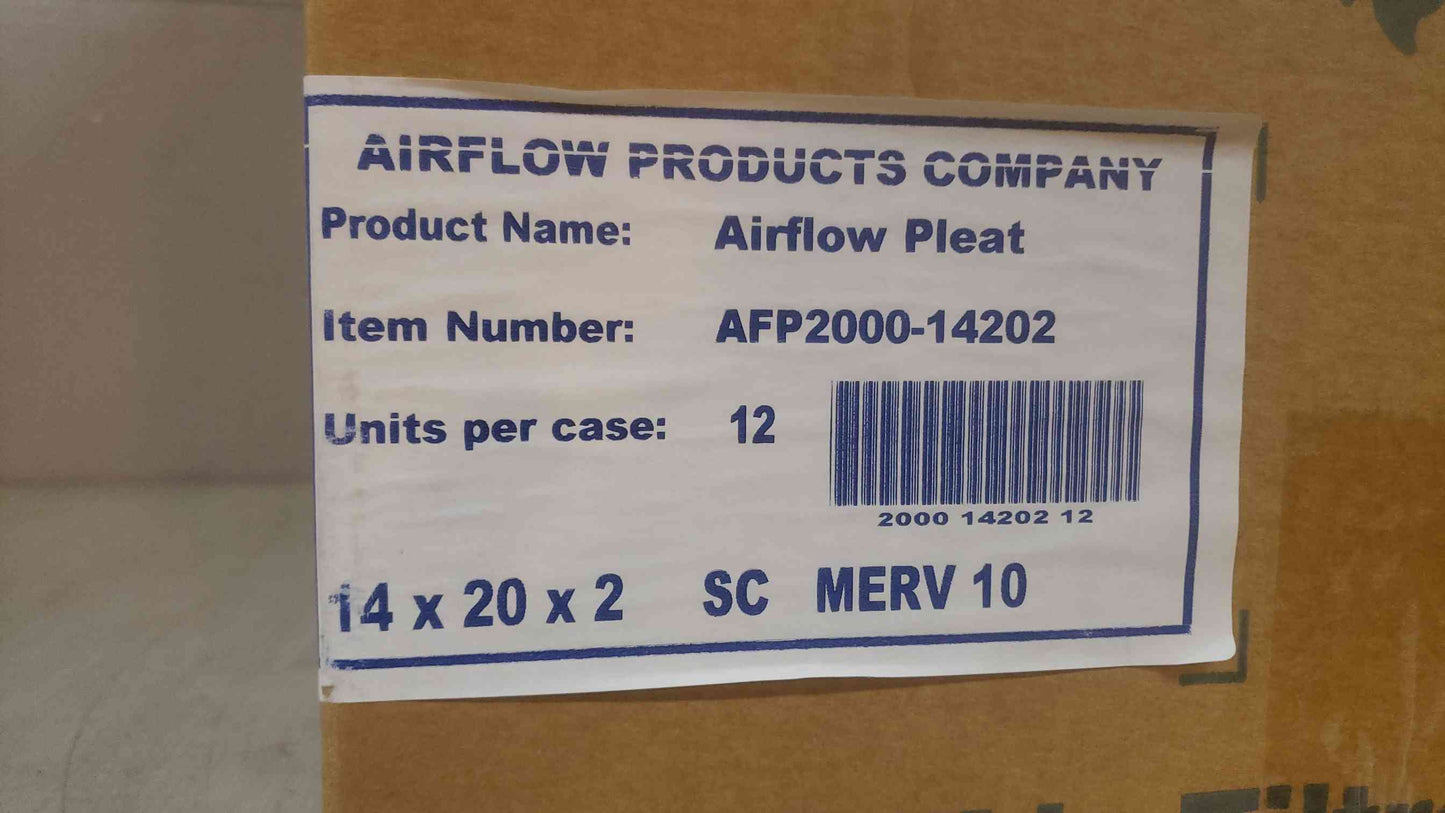 AIRFLOW PRODUCTS COMPANY
Product Name: Airflow Pleat
Item Number: AFP2000-14202
Units per case: 12
2000 14202 12
14 x 20 x 2 SC MERV 10